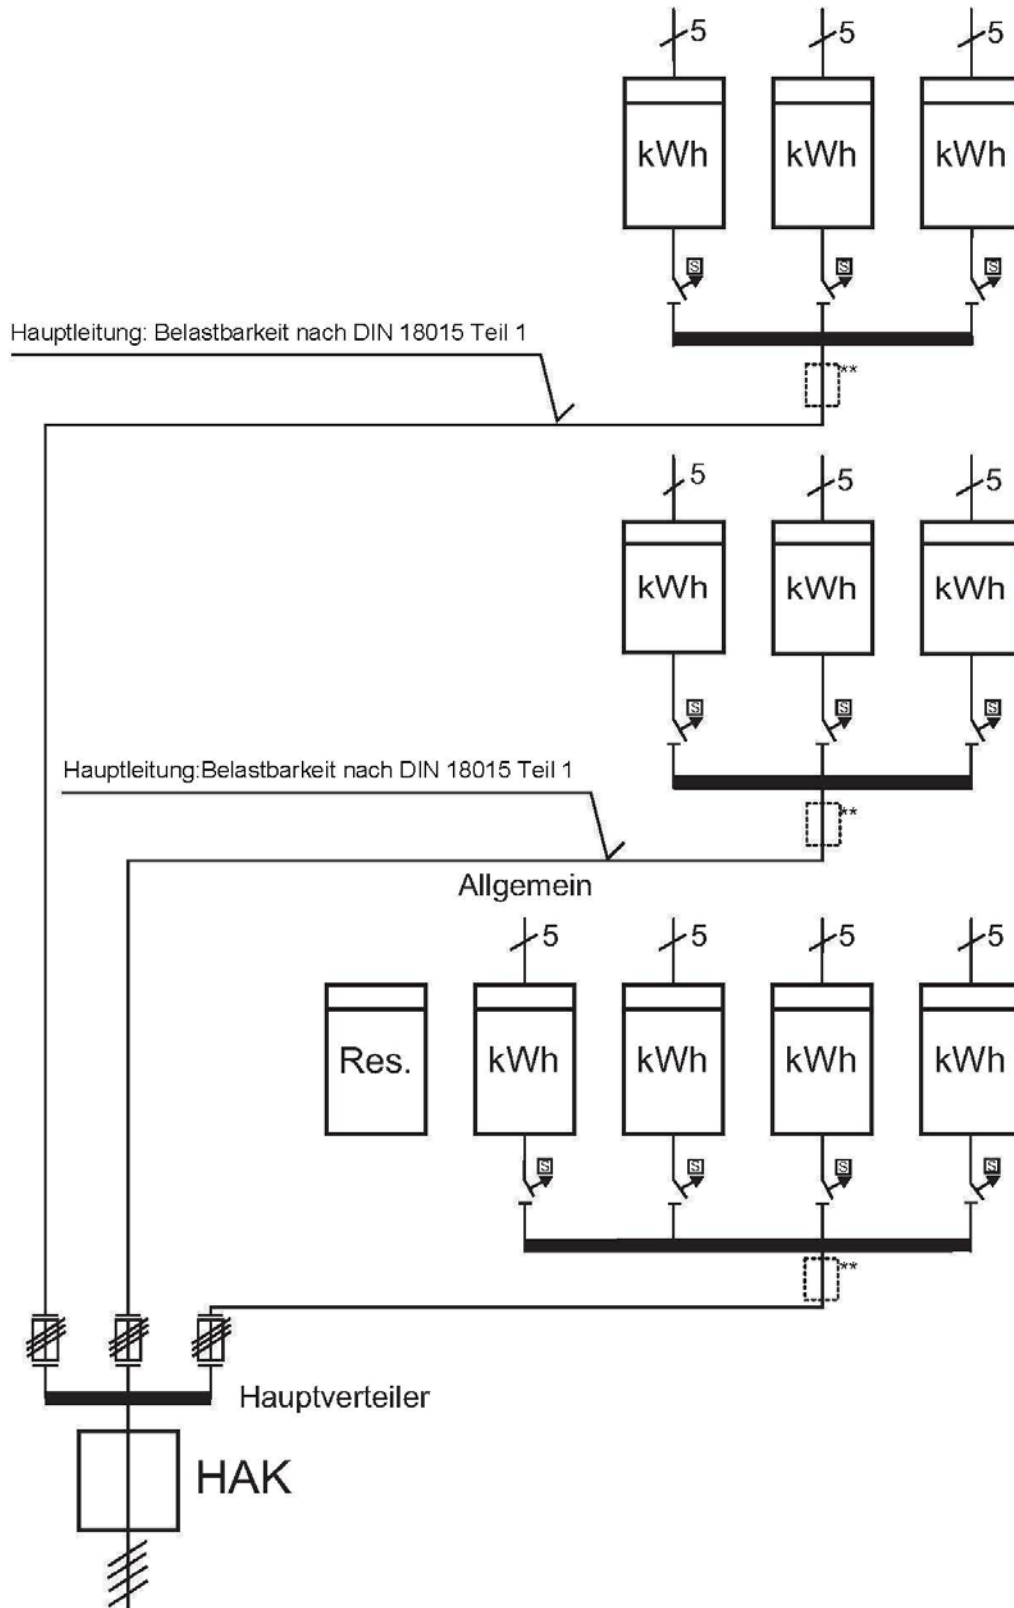 5 5 5
kWh kWh kWh
S S S
Hauptleitung: Belastbarkeit nach DIN 18015 Teil 1
**
5 5 5
kWh kWh kWh
S S S
Hauptleitung:Belastbarkeit nach DIN 18015 Teil 1
**
Allgemein
5 5 5 5
Res. kWh kWh kWh kWh
S S S S
**
Hauptverteiler
HAK